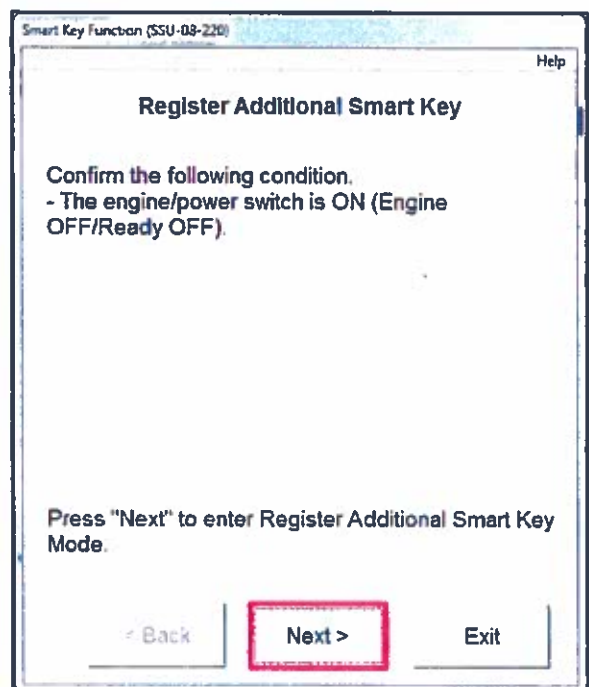 Smart Key Function (SSU-08-220)
Help
Register Additional Smart Key
Confirm the following condition.
- The engine/power switch is ON (Engine
OFF/Ready OFF).
Press "Next" to enter Register Additional Smart Key
Mode.
< Back
Next >
Exit